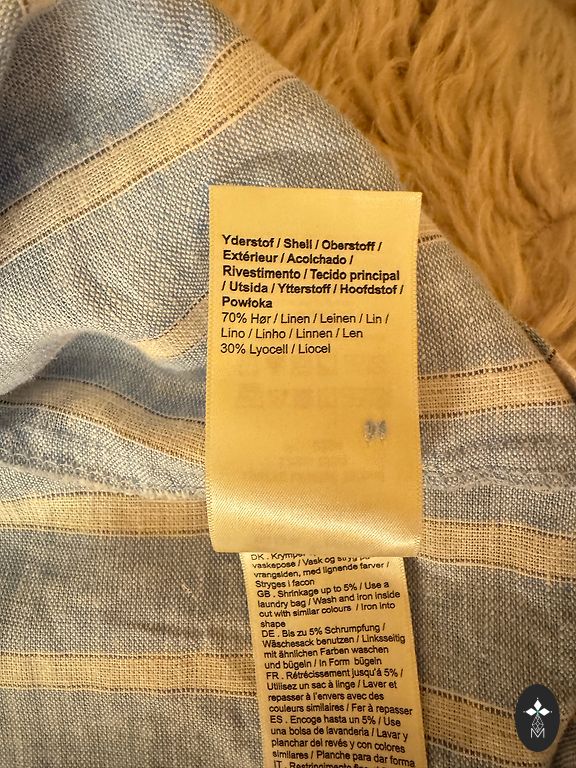 Yderstof / Shell / Oberstoff /
Extérieur / Acolchado /
Rivestimento / Tecido principal
/ Utsida / Ytterstoff / Hoofdstof /
Powłoka
70% Hør / Linen / Leinen / Lin /
Lino / Linho / Linnen / Len
30% Lyocell / Liocel
DK . Krymper
vaskepose / Vask og stryg på
vrangsiden, med lignende farver /
Stryges i facon
GB . Shrinkage up to 5% / Use a
laundry bag / Wash and iron inside
out with similar colours / Iron into
shape
DE . Bis zu 5% Schrumpfung /
Wäschesack benutzen / Linksseitig
mit ähnlichen Farben waschen
und bügeln / In Form bügeln
FR . Rétrécissement jusqu'à 5% /
Utilisez un sac à linge / Laver et
repasser à l'envers avec des
couleurs similaires / Fer à repasser
ES . Encoge hasta un 5% / Use
una bolsa de lavandería / Lavar y
planchar del revés y con colores
similares / Planche para dar forma
IT . Restringimento fino
M